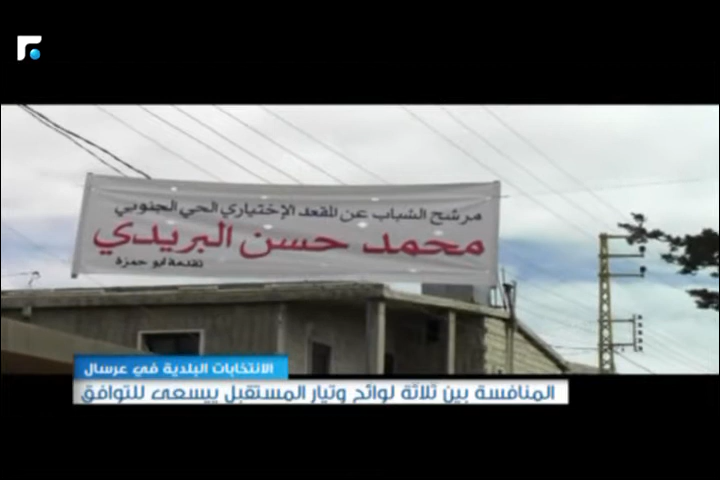 مرشح الشباب عن المقعد الإختياري الحي الجنوبي
محمد حسن البريدي
تقدمة ابو حمزة
الانتخابات البلدية في عرسال
المنافسة بين ثلاثة لوائح وتيار المستقبل ييسعى للتوافق